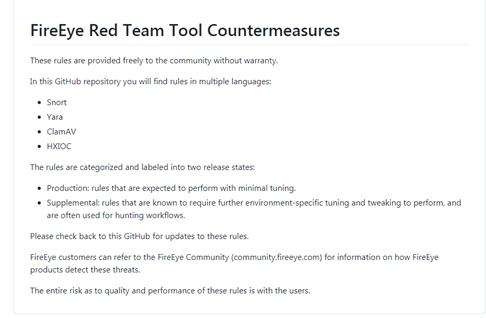 FireEye Red Team Tool Countermeasures
These rules are provided freely to the community without warranty.
In this GitHub repository you will find rules in multiple languages:
• Snort
• Yara
• ClamAV
• HXIOC
The rules are categorized and labeled into two release states:
• Production: rules that are expected to perform with minimal tuning.
• Supplemental: rules that are known to require further environment-specific tuning and tweaking to perform, and
are often used for hunting workflows.
Please check back to this GitHub for updates to these rules.
FireEye customers can refer to the FireEye Community (community.fireeye.com) for information on how FireEye
products detect these threats.
The entire risk as to quality and performance of these rules is with the users.